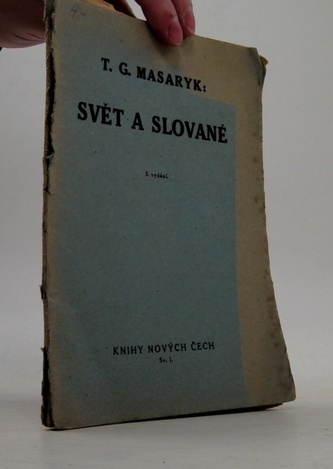 T. G. MASARYK:
SVĚT A SLOVANÉ
2. vydání.
KNIHY NOVÝCH ČECH
Sv. 1.